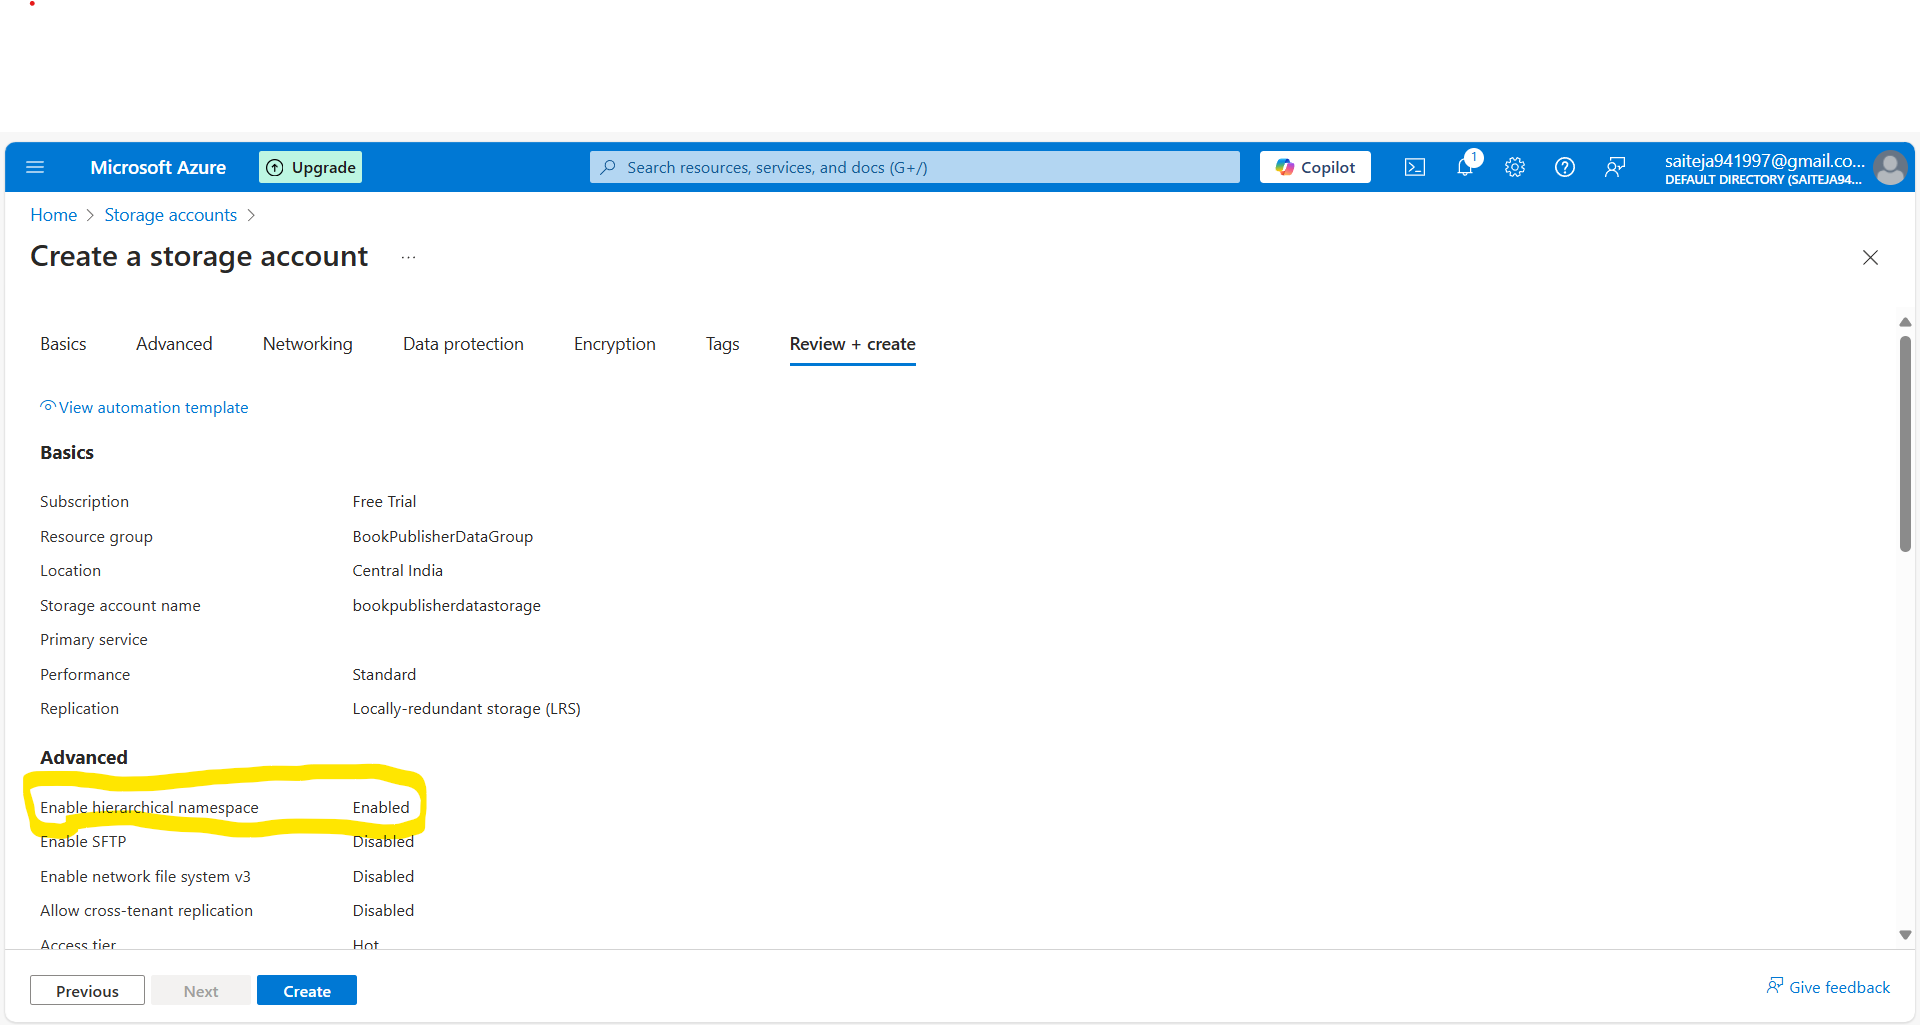 Microsoft Azure Upgrade Search resources, services, and docs (G+/) Copilot 1 saiteja941997@gmail.co...
DEFAULT DIRECTORY (SAITEJA94...
Home > Storage accounts >
Create a storage account ...
Basics Advanced Networking Data protection Encryption Tags Review + create
View automation template
Basics
Subscription Free Trial
Resource group BookPublisherDataGroup
Location Central India
Storage account name bookpublisherdatastorage
Primary service
Performance Standard
Replication Locally-redundant storage (LRS)
Advanced
Enable hierarchical namespace Enabled
Enable SFTP Disabled
Enable network file system v3 Disabled
Allow cross-tenant replication Disabled
Access tier Hot
Previous Next Create Give feedback